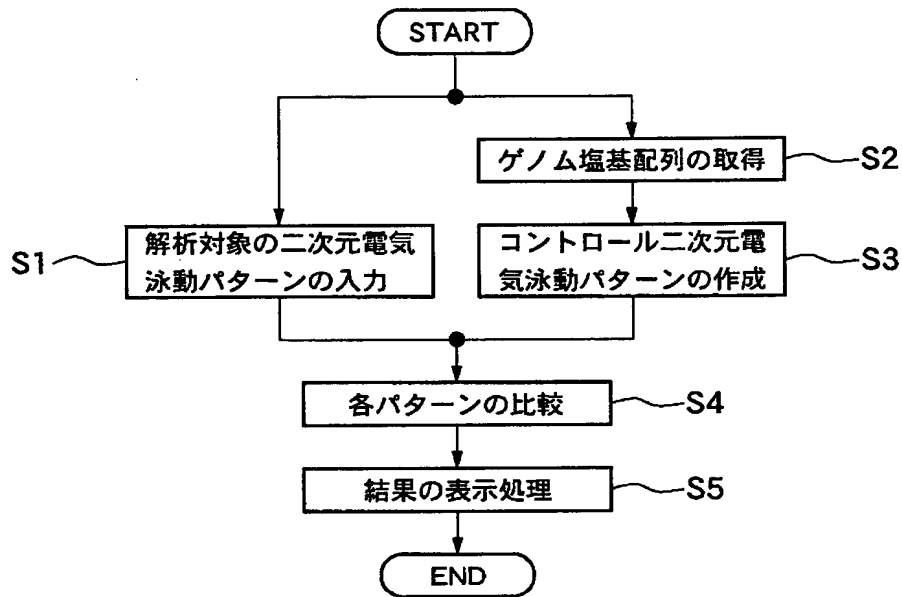 START
ゲノム塩基配列の取得
S2
S1
解析対象の二次元電気
泳動パターンの入力
コントロール二次元電
気泳動パターンの作成
S3
各パターンの比較
S4
結果の表示処理
S5
END